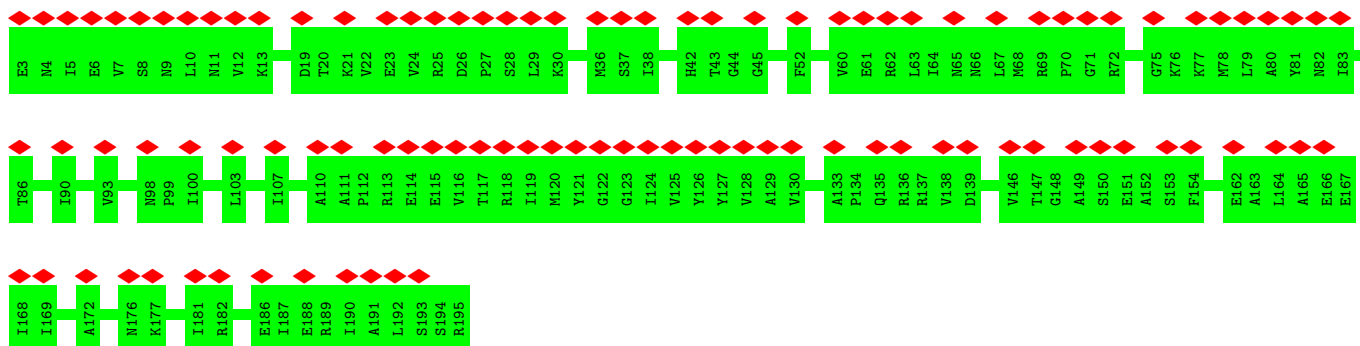 E3 N4 I5 E6 V7 S8 N9 L10 N11 V12 K13 D19 T20 K21 V22 E23 V24 R25 D26 P27 S28 L29 K30 M36 S37 I38 H42 T43 G44 G45 F52 V60 E61 R62 L63 I64 N65 N66 L67 M68 R69 P70 G71 R72 G75 K76 K77 M78 L79 A80 Y81 N82 I83
T86 I90 V93 N98 P99 I100 L103 I107 A110 A111 P112 R113 E114 E115 V116 T117 R118 I119 M120 Y121 G122 G123 I124 V125 Y126 Y127 V128 A129 V130 A133 P134 Q135 R136 R137 V138 D139 V146 T147 G148 A149 S150 E151 A152 S153 F154 E162 A163 L164 A165 E166 E167
I168 I169 A172 N176 K177 I181 R182 E186 I187 E188 R189 I190 A191 L192 S193 S194 R195